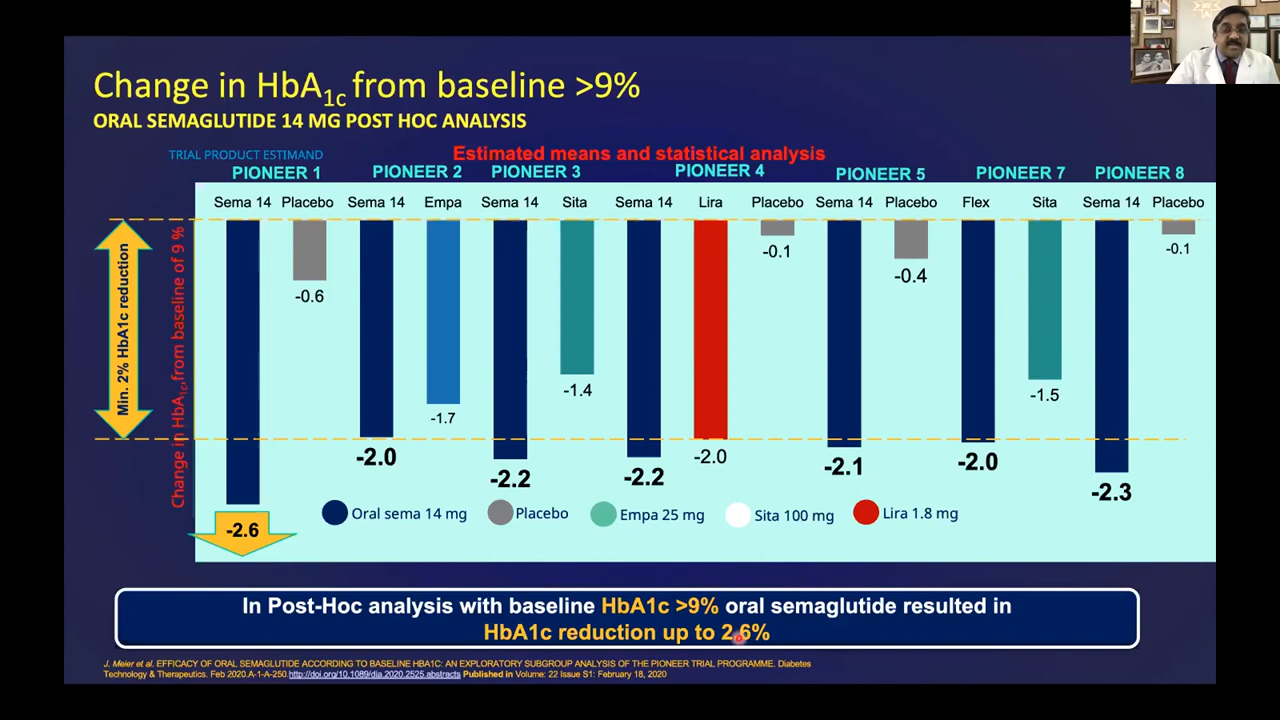 Change in HbA1c from baseline >9%
ORAL SEMAGLUTIDE 14 MG POST HOC ANALYSIS
TRIAL PRODUCT ESTIMAND
Estimated means and statistical analysis
PIONEER 1 PIONEER 2 PIONEER 3 PIONEER 4 PIONEER 5 PIONEER 7 PIONEER 8
Sema 14 Placebo Sema 14 Empa Sema 14 Sita Sema 14 Lira Placebo Sema 14 Placebo Flex Sita Sema 14 Placebo
Min. 2% HbA1c reduction
Change in HbA1c,from baseline of 9 %
-0.1 -0.1
-0.4
-0.6
-1.4 -1.5
-1.7
-2.0 -2.0 -2.1 -2.0
-2.2 -2.2 -2.3
-2.6
Oral sema 14 mg Placebo Empa 25 mg Sita 100 mg Lira 1.8 mg
In Post-Hoc analysis with baseline HbA1c >9% oral semaglutide resulted in
HbA1c reduction up to 2.6%
J. Meier et al. EFFICACY OF ORAL SEMAGLUTIDE ACCORDING TO BASELINE HBA1C: AN EXPLORATORY SUBGROUP ANALYSIS OF THE PIONEER TRIAL PROGRAMME. Diabetes
Technology & Therapeutics. Feb 2020.A-1-A-250.http://doi.org/10.1089/dia.2020.2525.abstracts Published in Volume: 22 Issue S1: February 18, 2020